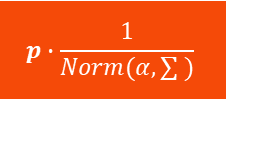 p · 1
Norm(α, ∑ )